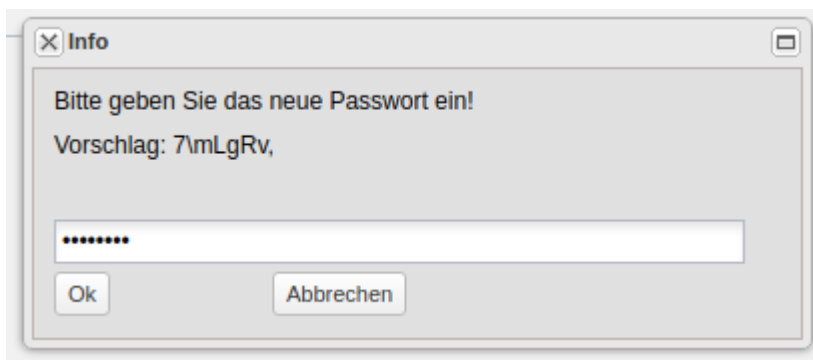 Info
Bitte geben Sie das neue Passwort ein!
Vorschlag: 7\mLgRv,
••••••••
Ok Abbrechen